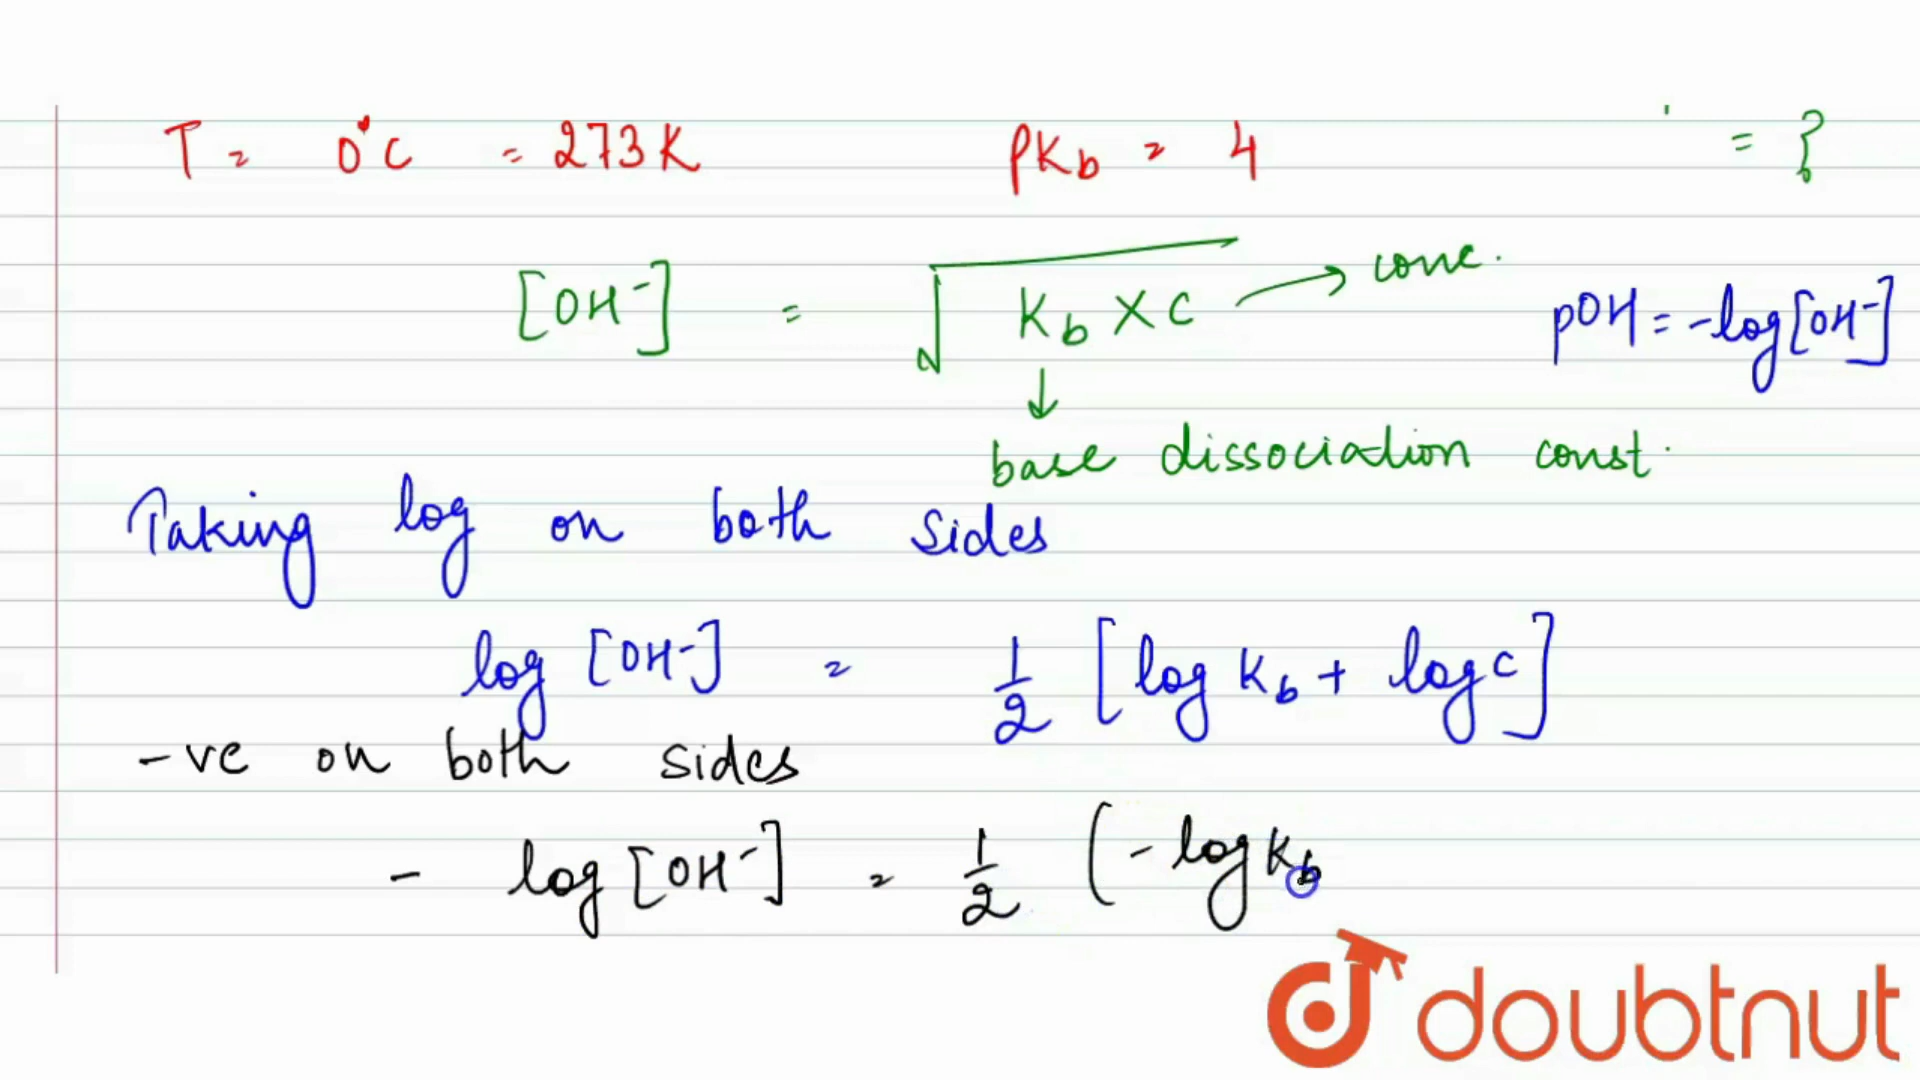 T = 0°C = 273K pKb = 4 = ?
[OH-] = √Kb×C → conc.
pOH = -log[OH-]
↓
base dissociation const.
Taking log on both sides
log [OH-] = 1/2 [log Kb + log C]
-ve on both sides
- log [OH-] = 1/2 (-log Kb
doubtnut